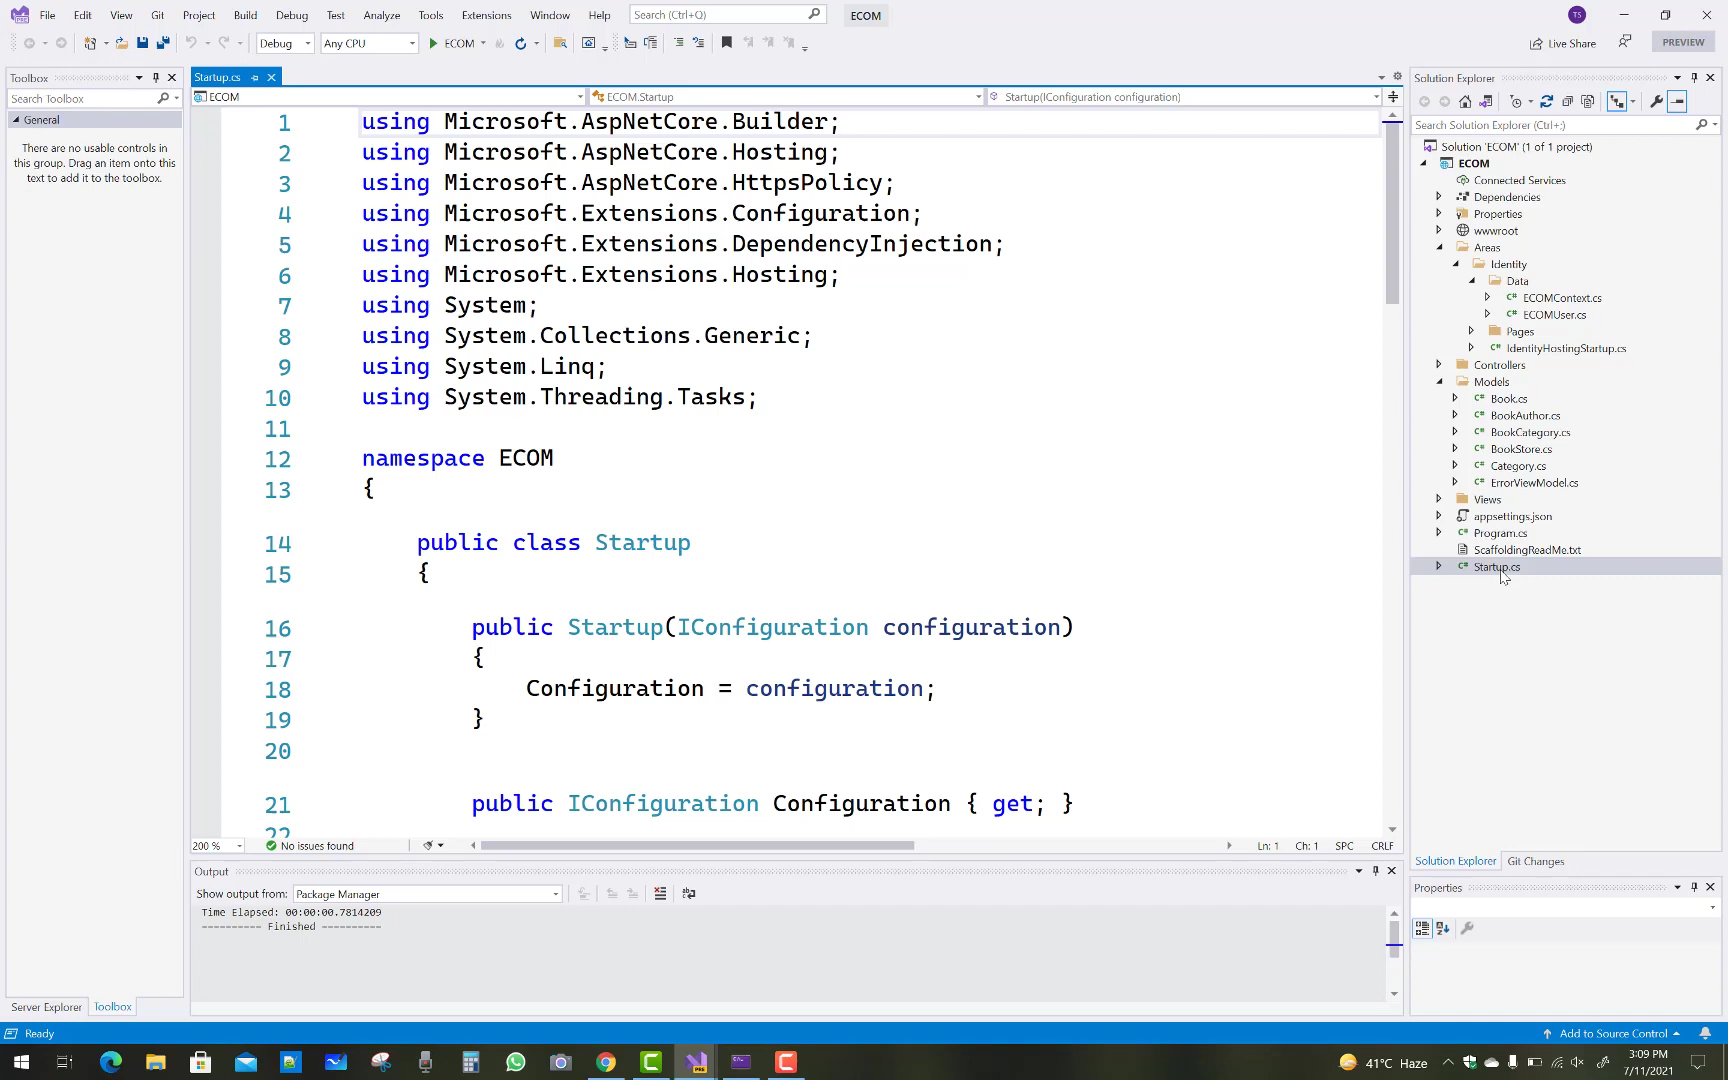 File Edit View Git Project Build Debug Test Analyze Tools Extensions Window Help Search (Ctrl+Q) ECOM TS
Debug Any CPU ECOM Live Share PREVIEW
Toolbox
Search Toolbox
General
There are no usable controls in
this group. Drag an item onto this
text to add it to the toolbox.
Server Explorer Toolbox
Startup.cs
ECOM ECOM.Startup Startup(IConfiguration configuration)
1 using Microsoft.AspNetCore.Builder;
2 using Microsoft.AspNetCore.Hosting;
3 using Microsoft.AspNetCore.HttpsPolicy;
4 using Microsoft.Extensions.Configuration;
5 using Microsoft.Extensions.DependencyInjection;
6 using Microsoft.Extensions.Hosting;
7 using System;
8 using System.Collections.Generic;
9 using System.Linq;
10 using System.Threading.Tasks;
11
12 namespace ECOM
13 {
14 public class Startup
15 {
16 public Startup(IConfiguration configuration)
17 {
18 Configuration = configuration;
19 }
20
21 public IConfiguration Configuration { get; }
22
200 % No issues found Ln: 1 Ch: 1 SPC CRLF
Output
Show output from: Package Manager
Time Elapsed: 00:00:00.7814209
---------- Finished ----------
Solution Explorer
Search Solution Explorer (Ctrl+;)
Solution 'ECOM' (1 of 1 project)
ECOM
Connected Services
Dependencies
Properties
wwwroot
Areas
Identity
Data
ECOMContext.cs
ECOMUser.cs
Pages
IdentityHostingStartup.cs
Controllers
Models
Book.cs
BookAuthor.cs
BookCategory.cs
BookStore.cs
Category.cs
ErrorViewModel.cs
Views
appsettings.json
Program.cs
ScaffoldingReadMe.txt
Startup.cs
Solution Explorer Git Changes
Properties
Ready Add to Source Control
41°C Haze 3:09 PM
7/11/2021